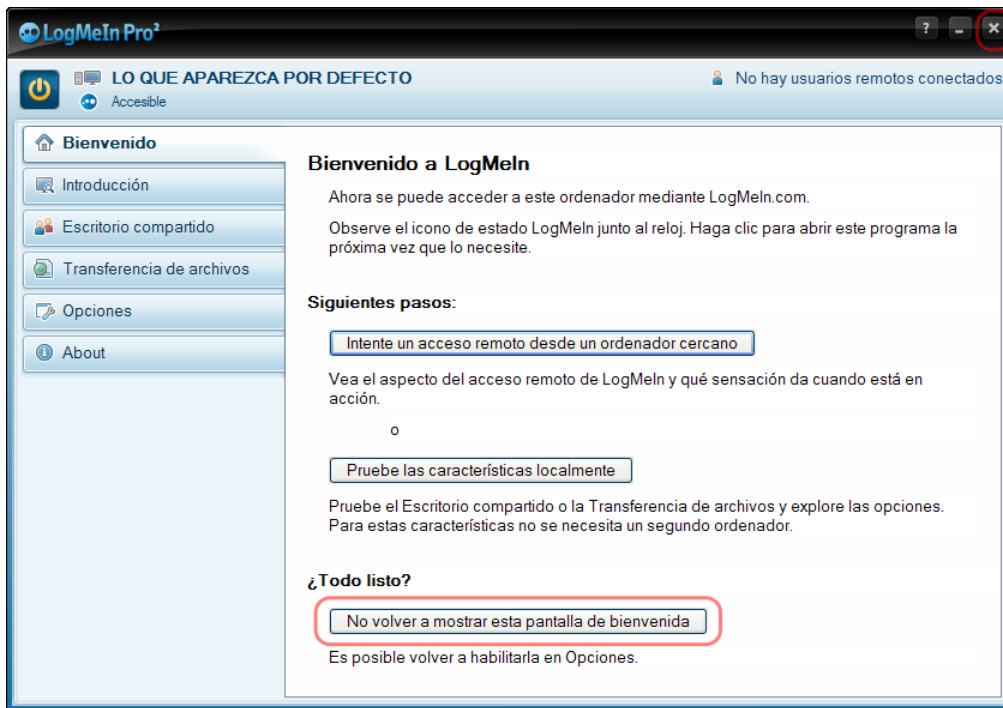 LogMeIn Pro²
?
LO QUE APAREZCA POR DEFECTO
No hay usuarios remotos conectados
Accesible
Bienvenido
Introducción
Escritorio compartido
Transferencia de archivos
Opciones
About
Bienvenido a LogMeIn
Ahora se puede acceder a este ordenador mediante LogMeIn.com.
Observe el icono de estado LogMeIn junto al reloj. Haga clic para abrir este programa la
próxima vez que lo necesite.
Siguientes pasos:
Intente un acceso remoto desde un ordenador cercano
Vea el aspecto del acceso remoto de LogMeIn y qué sensación da cuando está en
acción.
o
Pruebe las características localmente
Pruebe el Escritorio compartido o la Transferencia de archivos y explore las opciones.
Para estas características no se necesita un segundo ordenador.
¿Todo listo?
No volver a mostrar esta pantalla de bienvenida
Es posible volver a habilitarla en Opciones.